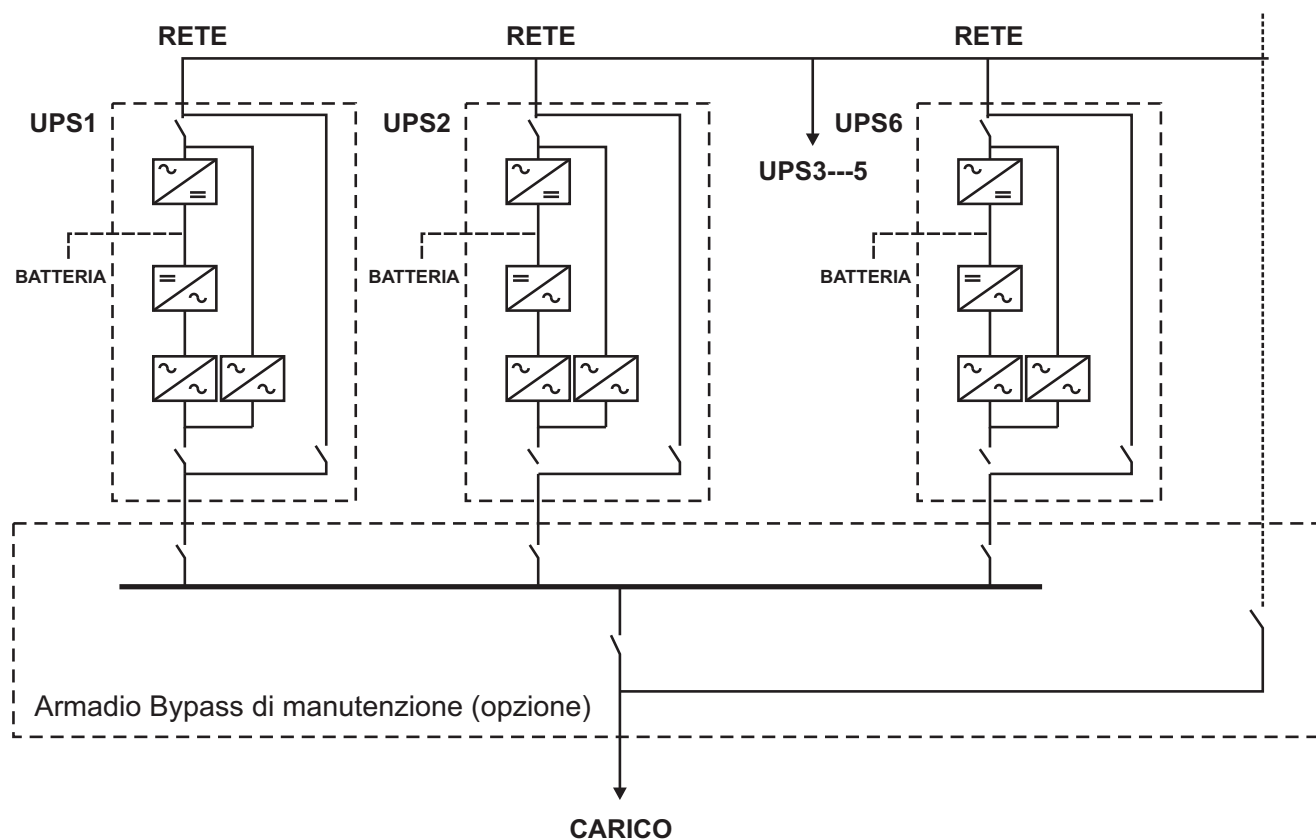 RETE
RETE
RETE
UPS1
UPS2
UPS6
UPS3---5
BATTERIA
BATTERIA
BATTERIA
Armadio Bypass di manutenzione (opzione)
CARICO